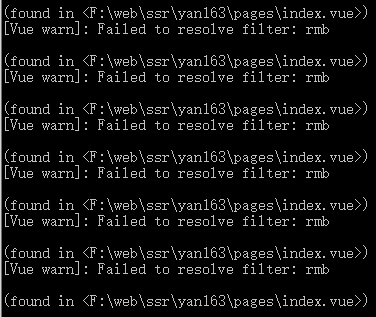 (found in <F:\web\ssr\yan163\pages\index.vue>)
[Vue warn]: Failed to resolve filter: rmb
(found in <F:\web\ssr\yan163\pages\index.vue>)
[Vue warn]: Failed to resolve filter: rmb
(found in <F:\web\ssr\yan163\pages\index.vue>)
[Vue warn]: Failed to resolve filter: rmb
(found in <F:\web\ssr\yan163\pages\index.vue>)
[Vue warn]: Failed to resolve filter: rmb
(found in <F:\web\ssr\yan163\pages\index.vue>)
[Vue warn]: Failed to resolve filter: rmb
(found in <F:\web\ssr\yan163\pages\index.vue>)
[Vue warn]: Failed to resolve filter: rmb
(found in <F:\web\ssr\yan163\pages\index.vue>)